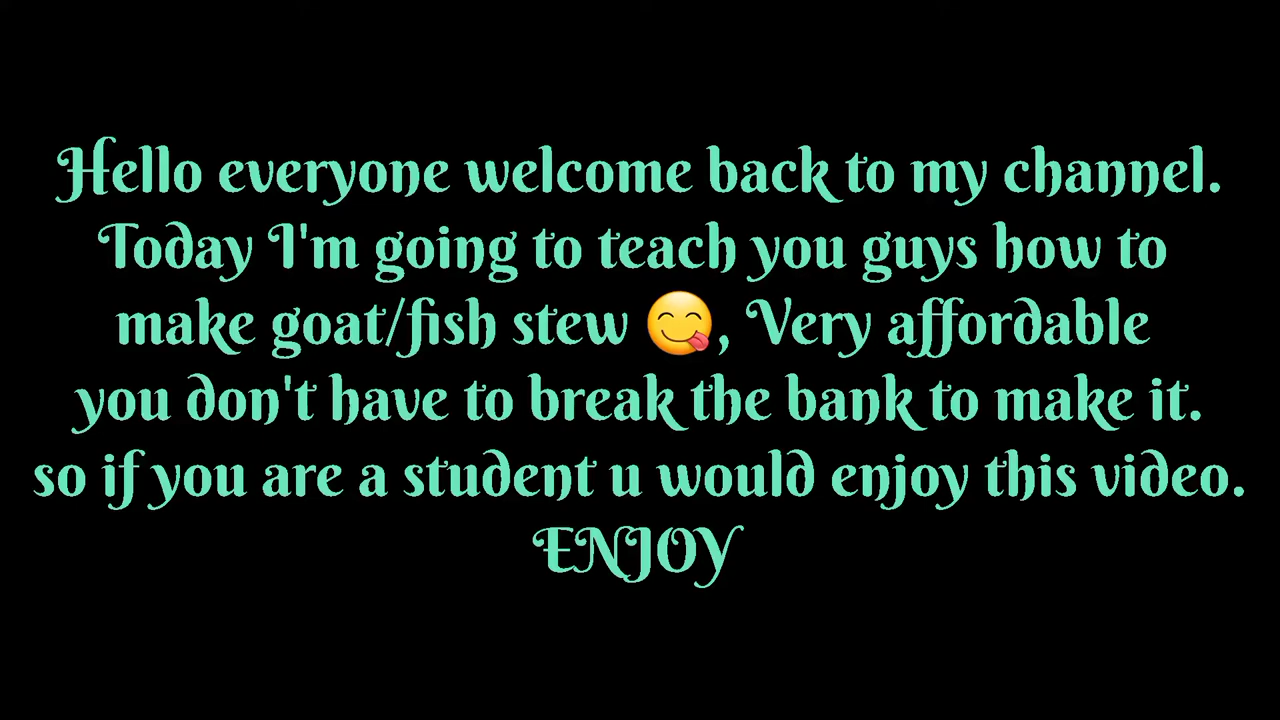 Hello everyone welcome back to my channel.
Today I'm going to teach you guys how to
make goat/fish stew 😋, Very affordable
you don't have to break the bank to make it.
so if you are a student u would enjoy this video.
ENJOY